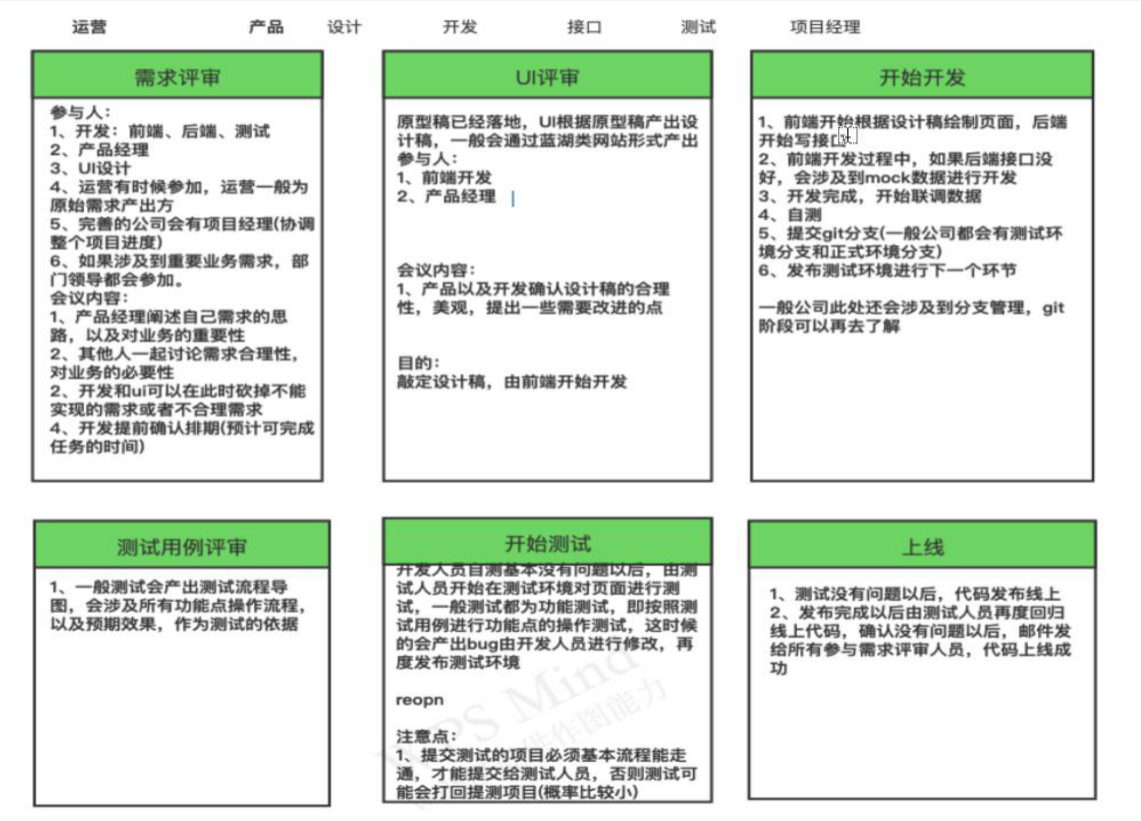 运营 产品 设计 开发 接口 测试 项目经理
需求评审
参与人：
1、开发：前端、后端、测试
2、产品经理
3、UI设计
4、运营有时候参加，运营一般为
原始需求产出方
5、完善的公司会有项目经理(协调
整个项目进度)
6、如果涉及到重要业务需求，部
门领导都会参加。
会议内容：
1、产品经理阐述自己需求的思
路，以及对业务的重要性
2、其他人一起讨论需求合理性，
对业务的必要性
2、开发和ui可以在此时砍掉不能
实现的需求或者不合理需求
4、开发提前确认排期(预计可完成
任务的时间)
UI评审
原型稿已经落地，UI根据原型稿产出设
计稿，一般会通过蓝湖类网站形式产出
参与人：
1、前端开发
2、产品经理
会议内容：
1、产品以及开发确认设计稿的合理
性，美观，提出一些需要改进的点
目的：
敲定设计稿，由前端开始开发
开始开发
1、前端开始根据设计稿绘制页面，后端
开始写接口
2、前端开发过程中，如果后端接口没
好，会涉及到mock数据进行开发
3、开发完成，开始联调数据
4、自测
5、提交git分支(一般公司都会有测试环
境分支和正式环境分支)
6、发布测试环境进行下一个环节
一般公司此处还会涉及到分支管理，git
阶段可以再去了解
测试用例评审
1、一般测试会产出测试流程导
图，会涉及所有功能点操作流程，
以及预期效果，作为测试的依据
开始测试
开发人员自测基本没有问题以后，由测
试人员开始在测试环境对页面进行测
试，一般测试都为功能测试，即按照测
试用例进行功能点的操作测试，这时候
的会产出bug由开发人员进行修改，再
度发布测试环境
reopn
注意点：
1、提交测试的项目必须基本流程能走
通，才能提交给测试人员，否则测试可
能会打回提测项目(概率比较小)
上线
1、测试没有问题以后，代码发布线上
2、发布完成以后由测试人员再度回归
线上代码，确认没有问题以后，邮件发
给所有参与需求评审人员，代码上线成
功